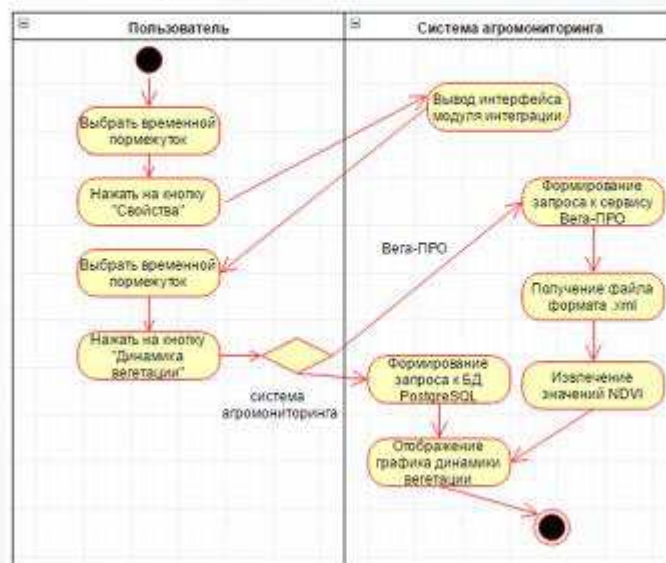 Пользователь
Система агромониторинга
Выбрать временной
пормежуток
Нажать на кнопку
"Свойства"
Выбрать временной
пормежуток
Нажать на кнопку
"Динамика
вегетации"
система
агромониторинга
Вега-ПРО
Вывод интерфейса
модуля интеграции
Формирование
запроса к сервису
Вега-ПРО
Получение файла
формата .xml
Извлечение
значений NDVI
Формирование
запроса к БД
PostgreSQL
Отображение
графика динамики
вегетации